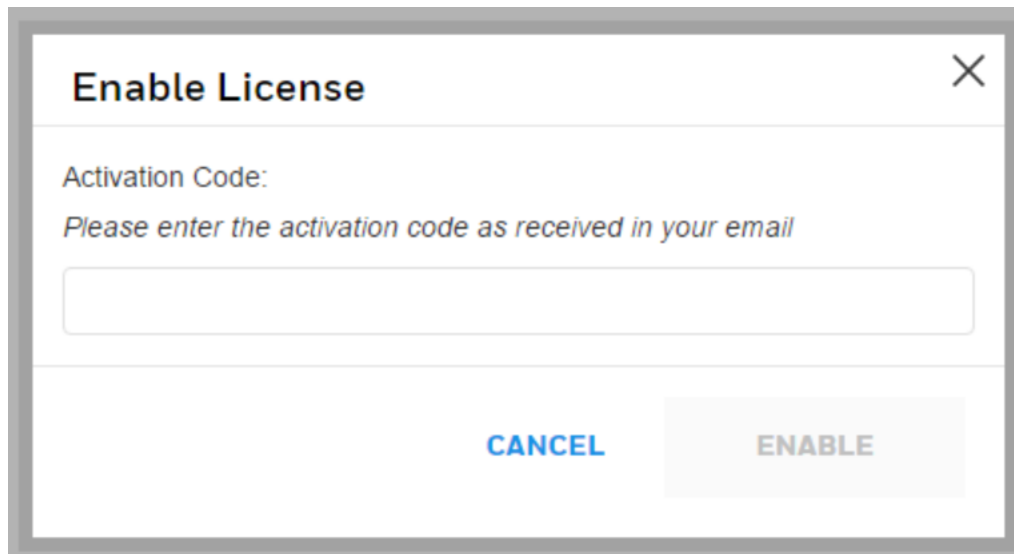 Enable License
Activation Code:
Please enter the activation code as received in your email
CANCEL
ENABLE